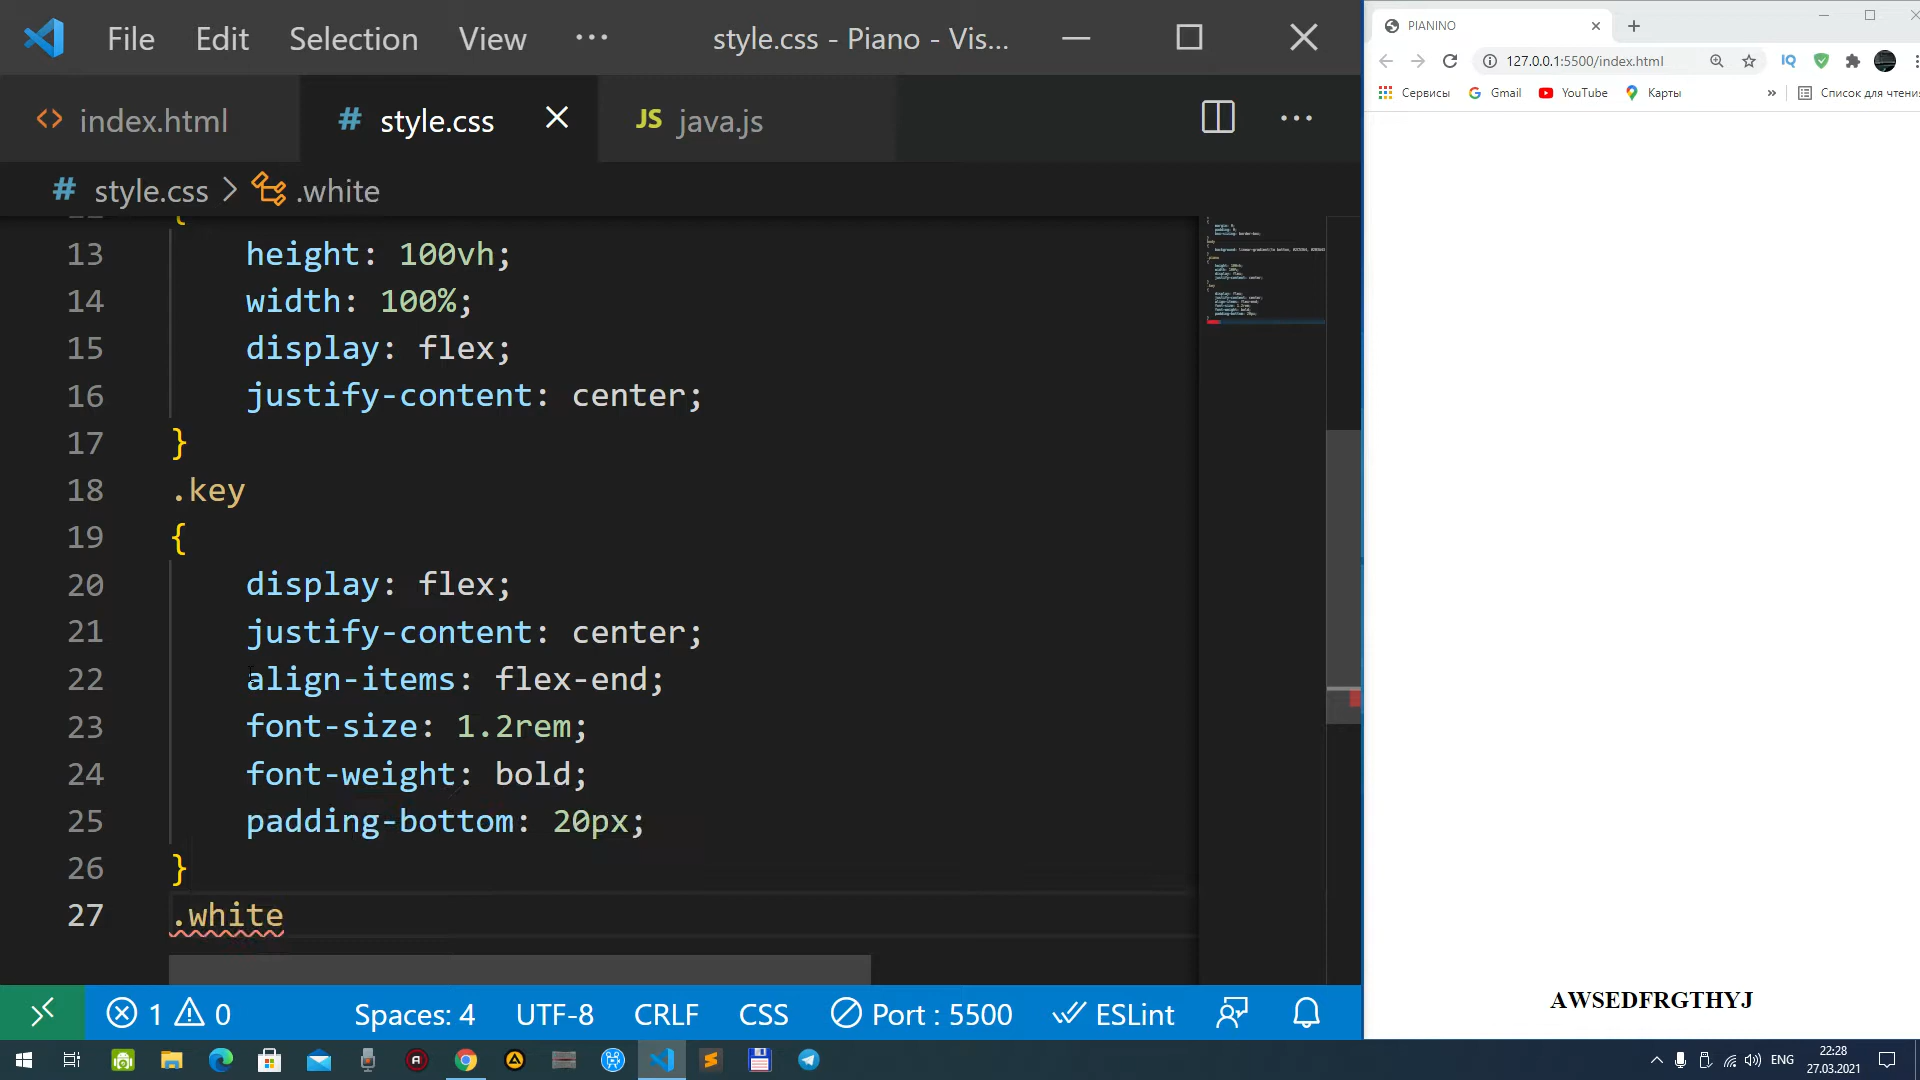 File Edit Selection View ··· style.css - Piano - Vis...
index.html # style.css JS java.js
# style.css > .white
13 height: 100vh;
14 width: 100%;
15 display: flex;
16 justify-content: center;
17 }
18 .key
19 {
20 display: flex;
21 justify-content: center;
22 align-items: flex-end;
23 font-size: 1.2rem;
24 font-weight: bold;
25 padding-bottom: 20px;
26 }
27 .white
1 0 Spaces: 4 UTF-8 CRLF CSS Port : 5500 ESLint
PIANINO
127.0.0.1:5500/index.html IQ
Сервисы Gmail YouTube Карты » Список для чтени
AWSEDFRGTHYJ
ENG 22:28
27.03.2021